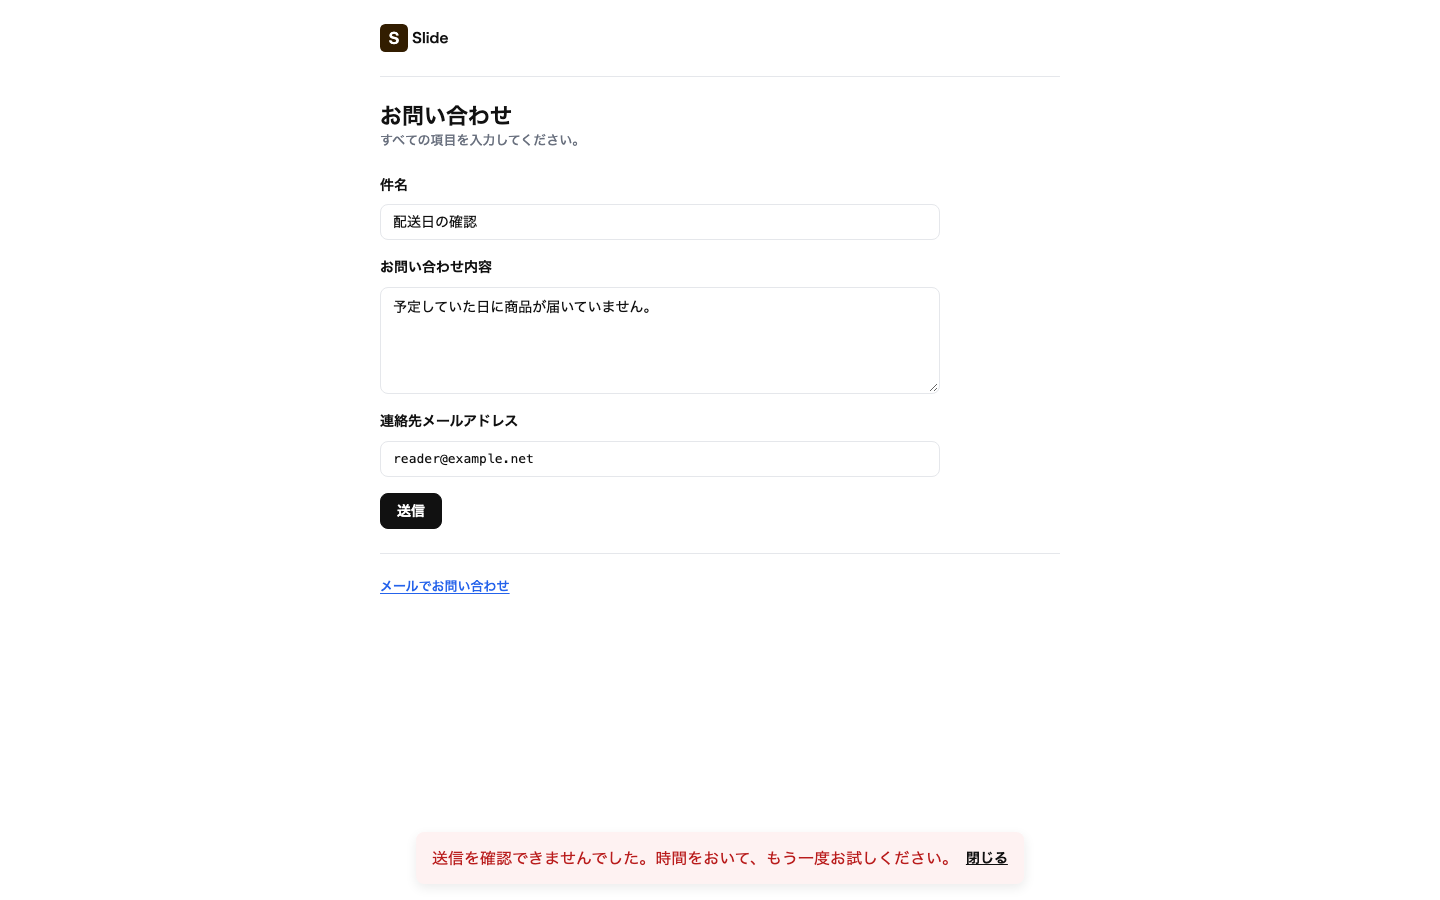 S Slide
お問い合わせ
すべての項目を入力してください。
件名
配送日の確認
お問い合わせ内容
予定していた日に商品が届いていません。
連絡先メールアドレス
reader@example.net
送信
メールでお問い合わせ
送信を確認できませんでした。時間をおいて、もう一度お試しください。 閉じる